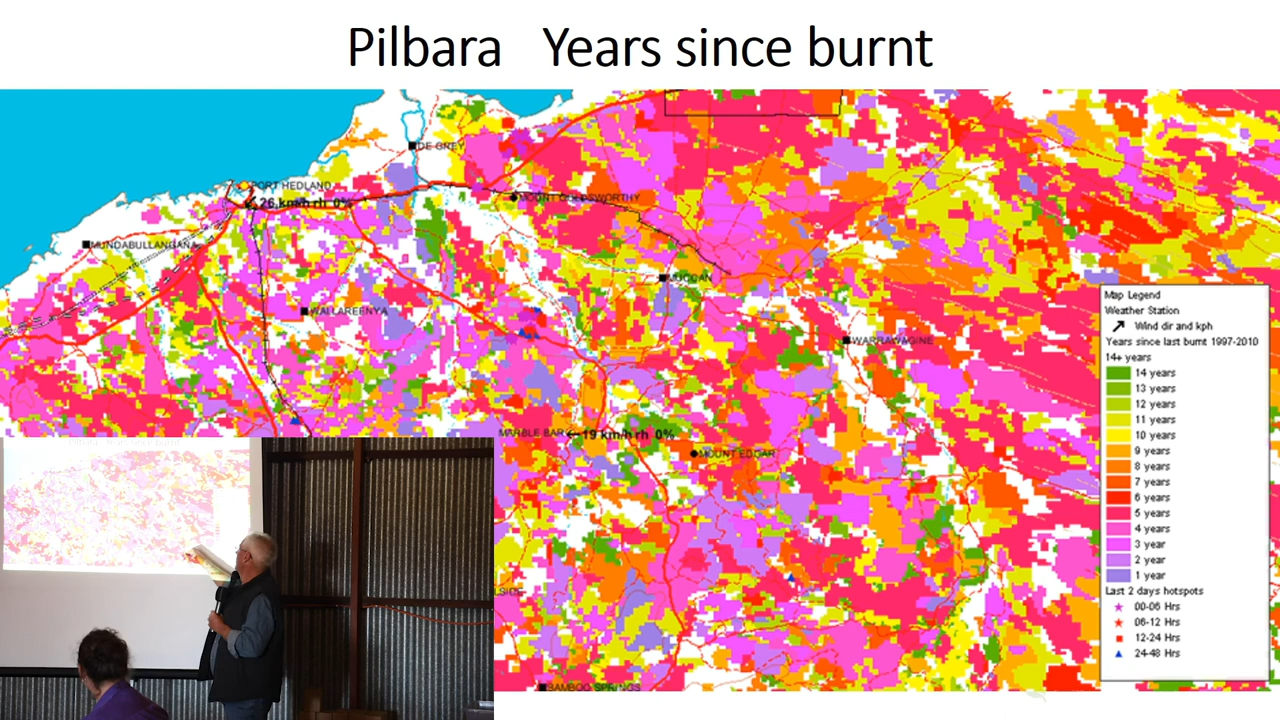 Pilbara Years since burnt
DE GREY
PORT HEDLAND
26 km/h rh 0%
MOUNT GOLDSWORTHY
MUNDABULLANGANA
MUCCAN
WALLAREENYA
WARRAWAGINE
MARBLE BAR
19 km/h rh 0%
MOUNT EDGAR
BAMBOO SPRINGS
Map Legend
Weather Station
Wind dir and kph
Years since last burnt 1997-2010
14+ years
14 years
13 years
12 years
11 years
10 years
9 years
8 years
7 years
6 years
5 years
4 years
3 year
2 year
1 year
Last 2 days hotspots
00-06 Hrs
06-12 Hrs
12-24 Hrs
24-48 Hrs